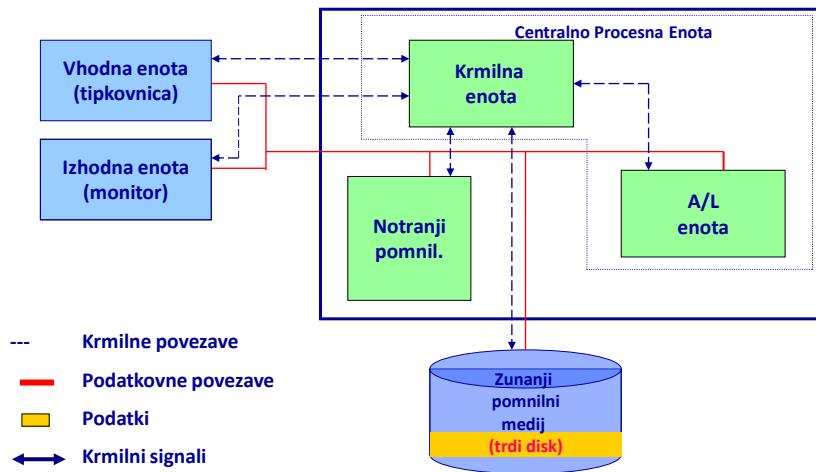 Centralno Procesna Enota
Vhodna enota
(tipkovnica)
Krmilna
enota
Izhodna enota
(monitor)
A/L
enota
Notranji
pomnil.
Krmilne povezave
Podatkovne povezave
Podatki
Krmilni signali
Zunanji
pomnilni
medij
(trdi disk)